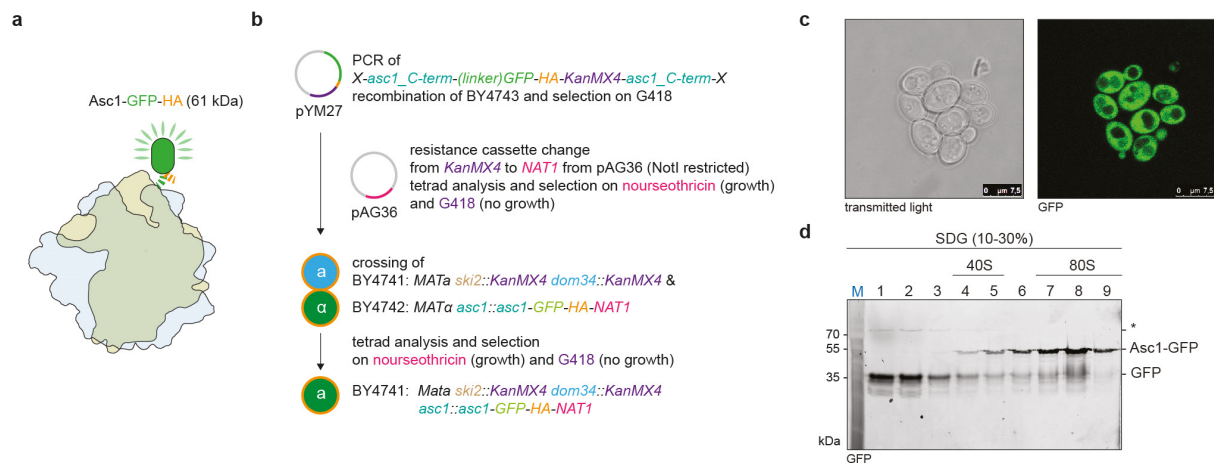 a
Asc1-GFP-HA (61 kDa)
b
PCR of
X-asc1_C-term-(linker)GFP-HA-KanMX4-asc1_C-term-X
recombination of BY4743 and selection on G418
pYM27
resistance cassette change
from KanMX4 to NAT1 from pAG36 (NotI restricted)
tetrad analysis and selection on nourseothricin (growth)
and G418 (no growth)
pAG36
crossing of
a
BY4741: MATa ski2::KanMX4 dom34::KanMX4 &
α
BY4742: MATα asc1::asc1-GFP-HA-NAT1
tetrad analysis and selection
on nourseothricin (growth) and G418 (no growth)
a
BY4741: Mata ski2::KanMX4 dom34::KanMX4
asc1::asc1-GFP-HA-NAT1
c
0 µm 7,5
0 µm 7,5
transmitted light
GFP
d
SDG (10-30%)
40S
80S
M 1 2 3 4 5 6 7 8 9
70
*
55
Asc1-GFP
35
GFP
kDa
GFP